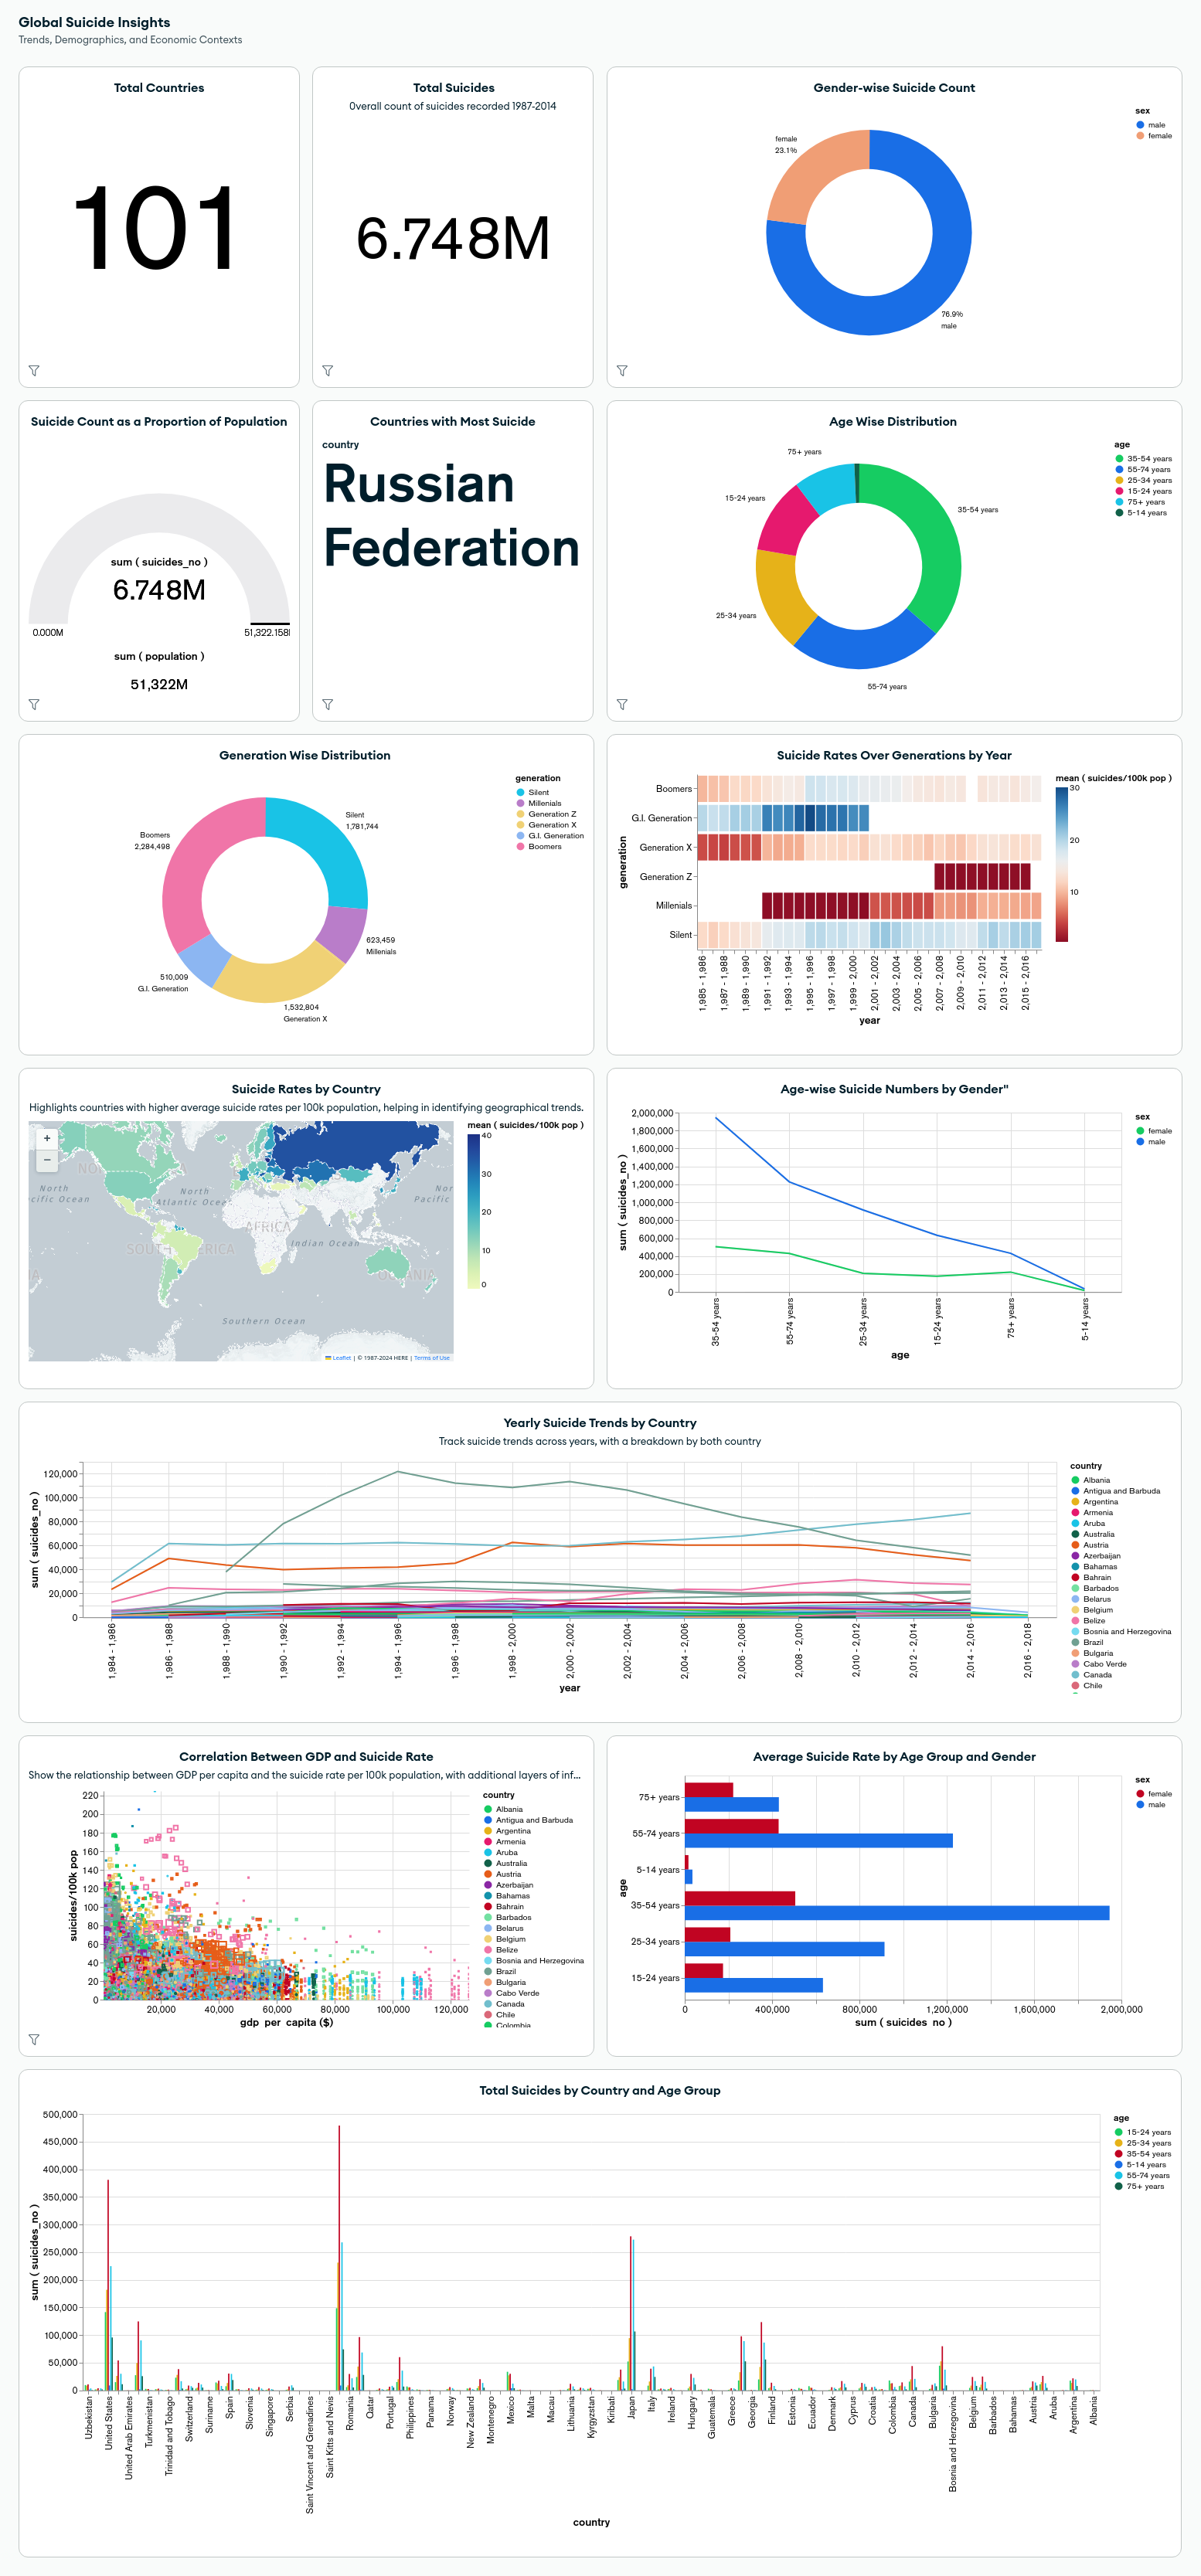 Global Suicide Insights
Trends, Demographics, and Economic Contexts
Total Countries
101
Total Suicides
Overall count of suicides recorded 1987-2014
6.748M
Gender-wise Suicide Count
sex
male
female
female
23.1%
76.9%
male
Suicide Count as a Proportion of Population
sum ( suicides_no )
6.748M
0.000M
51,322.158
sum ( population )
51,322M
Countries with Most Suicide
country
Russian
Federation
Age Wise Distribution
age
35-54 years
55-74 years
25-34 years
15-24 years
75+ years
5-14 years
75+ years
15-24 years
35-54 years
25-34 years
55-74 years
Generation Wise Distribution
generation
Silent
Millenials
Generation Z
Generation X
G.I. Generation
Boomers
Silent
1,781,744
Boomers
2,284,498
623,459
Millenials
510,009
G.I. Generation
1,532,804
Generation X
Suicide Rates Over Generations by Year
mean ( suicides/100k pop )
30
20
10
generation
Boomers
G.I. Generation
Generation X
Generation Z
Millenials
Silent
1,985 - 1,986
1,987 - 1,988
1,989 - 1,990
1,991 - 1,992
1,993 - 1,994
1,995 - 1,996
1,997 - 1,998
1,999 - 2,000
2,001 - 2,002
2,003 - 2,004
2,005 - 2,006
2,007 - 2,008
2,009 - 2,010
2,011 - 2,012
2,013 - 2,014
2,015 - 2,016
year
Suicide Rates by Country
Highlights countries with higher average suicide rates per 100k population, helping in identifying geographical trends.
mean ( suicides/100k pop )
40
30
20
10
0
+
−
North
Atlantic Ocean
North
cific Ocean
Nor
Pacific
AFRICA
Indian Ocean
Southern Ocean
Leaflet | © 1987-2024 HERE | Terms of Use
Age-wise Suicide Numbers by Gender"
sex
female
male
sum ( suicides_no )
2,000,000
1,800,000
1,600,000
1,400,000
1,200,000
1,000,000
800,000
600,000
400,000
200,000
0
35-54 years
55-74 years
25-34 years
15-24 years
75+ years
5-14 years
age
Yearly Suicide Trends by Country
Track suicide trends across years, with a breakdown by both country
sum ( suicides_no )
120,000
100,000
80,000
60,000
40,000
20,000
0
1,984 - 1,986
1,986 - 1,988
1,988 - 1,990
1,990 - 1,992
1,992 - 1,994
1,994 - 1,996
1,996 - 1,998
1,998 - 2,000
2,000 - 2,002
2,002 - 2,004
2,004 - 2,006
2,006 - 2,008
2,008 - 2,010
2,010 - 2,012
2,012 - 2,014
2,014 - 2,016
2,016 - 2,018
year
country
Albania
Antigua and Barbuda
Argentina
Armenia
Aruba
Australia
Austria
Azerbaijan
Bahamas
Bahrain
Barbados
Belarus
Belgium
Belize
Bosnia and Herzegovina
Brazil
Bulgaria
Cabo Verde
Canada
Chile
Correlation Between GDP and Suicide Rate
Show the relationship between GDP per capita and the suicide rate per 100k population, with additional layers of inf...
suicides/100k pop
220
200
180
160
140
120
100
80
60
40
20
0
20,000
40,000
60,000
80,000
100,000
120,000
gdp_per_capita ($)
country
Albania
Antigua and Barbuda
Argentina
Armenia
Aruba
Australia
Austria
Azerbaijan
Bahamas
Bahrain
Barbados
Belarus
Belgium
Belize
Bosnia and Herzegovina
Brazil
Bulgaria
Cabo Verde
Canada
Chile
Colombia
Average Suicide Rate by Age Group and Gender
sex
female
male
age
75+ years
55-74 years
5-14 years
35-54 years
25-34 years
15-24 years
0
400,000
800,000
1,200,000
1,600,000
2,000,000
sum ( suicides_no )
Total Suicides by Country and Age Group
age
15-24 years
25-34 years
35-54 years
5-14 years
55-74 years
75+ years
sum ( suicides_no )
500,000
450,000
400,000
350,000
300,000
250,000
200,000
150,000
100,000
50,000
0
Uzbekistan
United States
United Arab Emirates
Turkmenistan
Trinidad and Tobago
Switzerland
Suriname
Spain
Slovenia
Singapore
Serbia
Saint Vincent and Grenadines
Saint Kitts and Nevis
Romania
Qatar
Portugal
Philippines
Panama
Norway
New Zealand
Montenegro
Mexico
Malta
Macau
Lithuania
Kyrgyzstan
Kiribati
Japan
Italy
Ireland
Hungary
Guatemala
Greece
Georgia
Finland
Estonia
Ecuador
Denmark
Cyprus
Croatia
Colombia
Canada
Bulgaria
Bosnia and Herzegovina
Belgium
Barbados
Bahamas
Austria
Aruba
Argentina
Albania
country